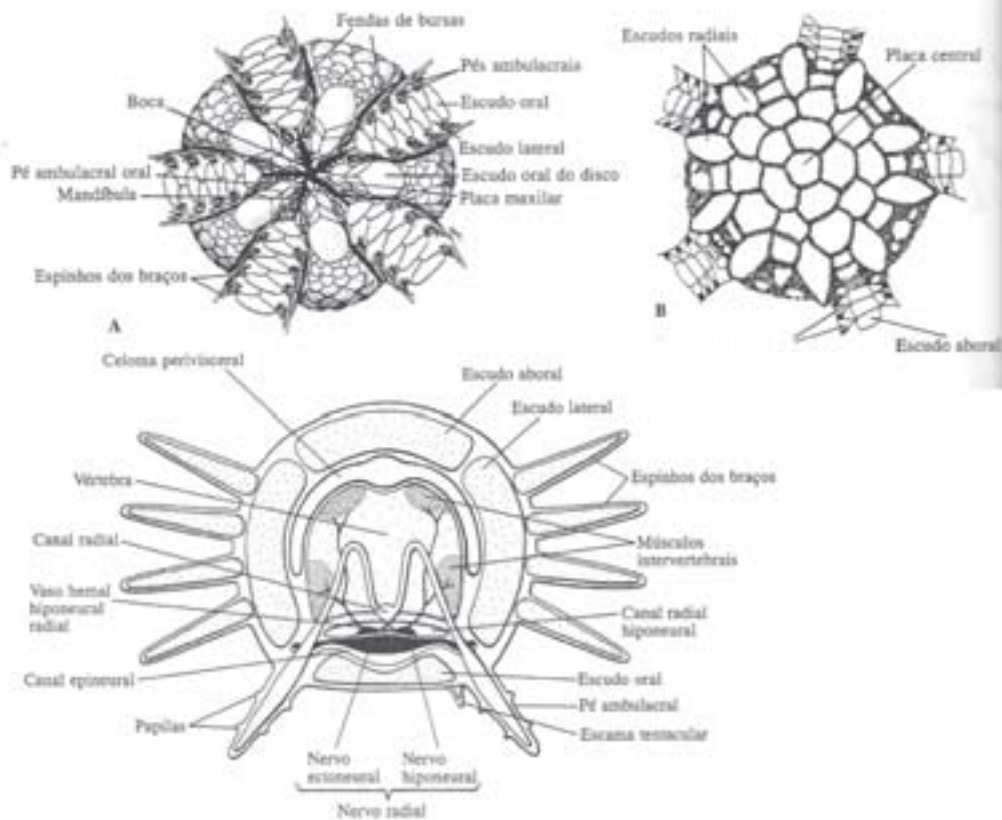 Fendas de bursas
Pés ambulacrais
Boca
Escudo oral
Escudo lateral
Pé ambulacral oral
Escudo oral do disco
Mandíbula
Placa maxilar
Espinhos dos braços
A
Escudos radiais
Placa central
B
Escudo aboral
Celoma perivisceral
Escudo aboral
Escudo lateral
Vértebra
Espinhos dos braços
Canal radial
Músculos
intervertebrais
Vaso hemal
hiponeural
radial
Canal radial
hiponeural
Canal epineural
Escudo oral
Pé ambulacral
Papilas
Escama tentacular
Nervo
ectoneural
Nervo
hiponeural
Nervo radial